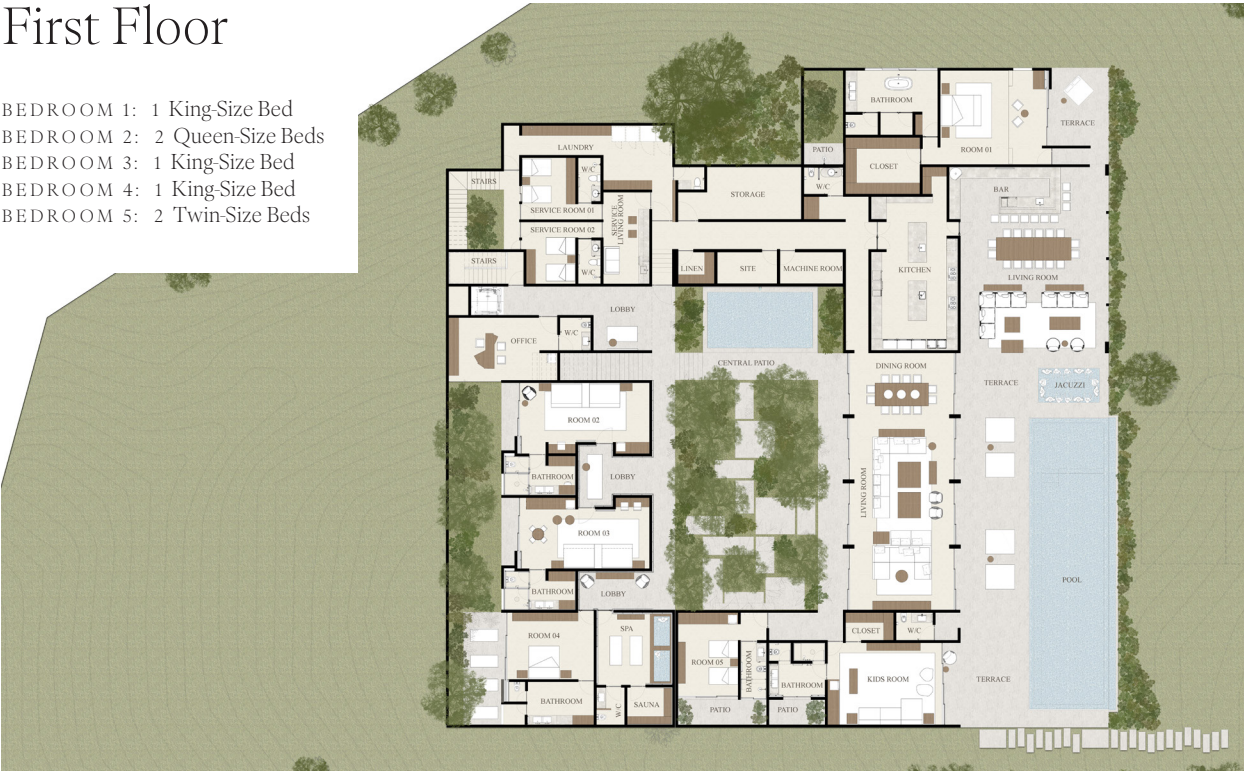 First Floor
BEDROOM 1: 1 King-Size Bed
BEDROOM 2: 2 Queen-Size Beds
BEDROOM 3: 1 King-Size Bed
BEDROOM 4: 1 King-Size Bed
BEDROOM 5: 2 Twin-Size Beds
BATHROOM
TERRACE
PATIO
ROOM 01
LAUNDRY
CLOSET
W/C
STAIRS
W/C
STORAGE
BAR
SERVICE ROOM 01
SERVICE LIVING ROOM
SERVICE ROOM 02
STAIRS
W/C
LINEN
SITE
MACHINE ROOM
KITCHEN
LIVING ROOM
LOBBY
W/C
OFFICE
CENTRAL PATIO
DINING ROOM
TERRACE
JACUZZI
ROOM 02
BATHROOM
LOBBY
LIVING ROOM
ROOM 03
BATHROOM
LOBBY
POOL
ROOM 04
SPA
CLOSET
W/C
ROOM 05
BATHROOM
BATHROOM
KIDS ROOM
TERRACE
BATHROOM
W/C
SAUNA
PATIO
PATIO